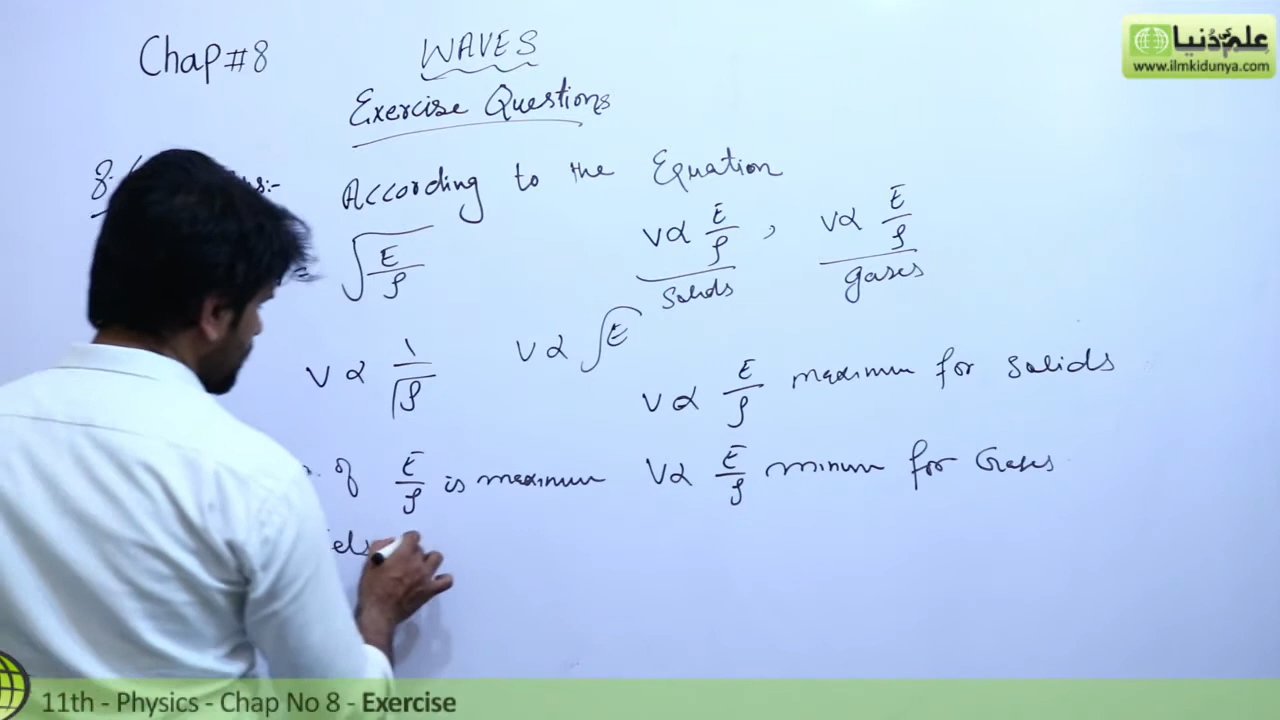 Chap#8
WAVES
علم کی دنیا
www.ilmkidunya.com
Exercise Questions
According to the Equation
= √(E/ρ)
V∝ E/ρ , V∝ E/ρ
Solids gases
V ∝ 1/√ρ V∝ √E
V∝ E/ρ maximum for Solids
of E/ρ is maximum V∝ E/ρ minimum for Gases
11th - Physics - Chap No 8 - Exercise